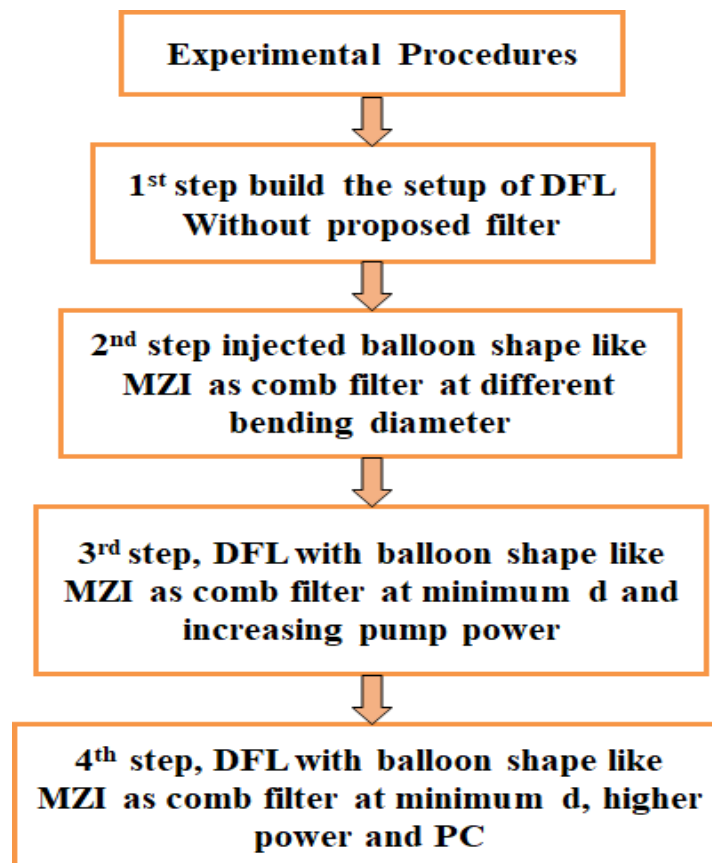 Experimental Procedures
1st step build the setup of DFL
Without proposed filter
2nd step injected balloon shape like
MZI as comb filter at different
bending diameter
3rd step, DFL with balloon shape like
MZI as comb filter at minimum d and
increasing pump power
4th step, DFL with balloon shape like
MZI as comb filter at minimum d, higher
power and PC